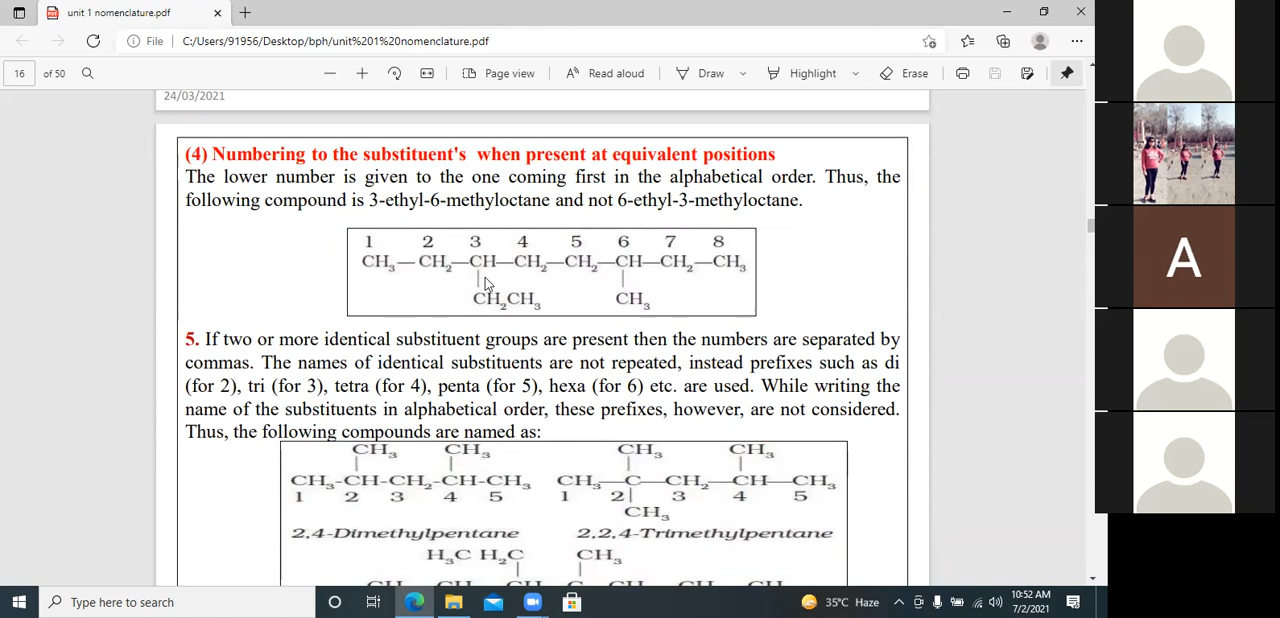 unit 1 nomenclature.pdf
File C:/Users/91956/Desktop/bph/unit%201%20nomenclature.pdf
16 of 50 Page view Read aloud Draw Highlight Erase
24/03/2021
(4) Numbering to the substituent's when present at equivalent positions
The lower number is given to the one coming first in the alphabetical order. Thus, the
following compound is 3-ethyl-6-methyloctane and not 6-ethyl-3-methyloctane.
1 2 3 4 5 6 7 8
CH₃—CH₂—CH—CH₂—CH₂—CH—CH₂—CH₃
CH₂CH₃ CH₃
5. If two or more identical substituent groups are present then the numbers are separated by
commas. The names of identical substituents are not repeated, instead prefixes such as di
(for 2), tri (for 3), tetra (for 4), penta (for 5), hexa (for 6) etc. are used. While writing the
name of the substituents in alphabetical order, these prefixes, however, are not considered.
Thus, the following compounds are named as:
CH₃ CH₃ CH₃ CH₃
CH₃-CH-CH₂-CH-CH₃ CH₃—C—CH₂—CH—CH₃
1 2 3 4 5 1 2 3 4 5
CH₃
2,4-Dimethylpentane 2,2,4-Trimethylpentane
H₃C H₂C CH₃
A
Type here to search
35°C Haze
10:52 AM
7/2/2021